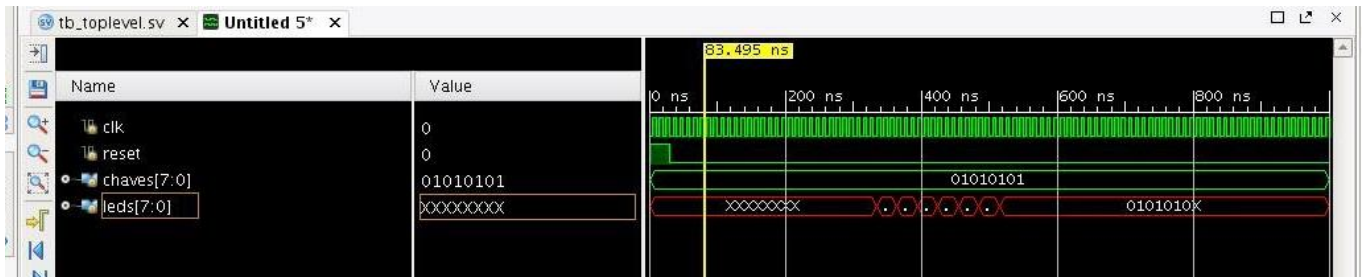 tb_toplevel.sv Untitled 5*
83.495 ns
Name Value
0 ns 200 ns 400 ns 600 ns 800 ns
clk 0
reset 0
chaves[7:0] 01010101 01010101
leds[7:0] XXXXXXXX XXXXXXXX . . . . . . 0101010X